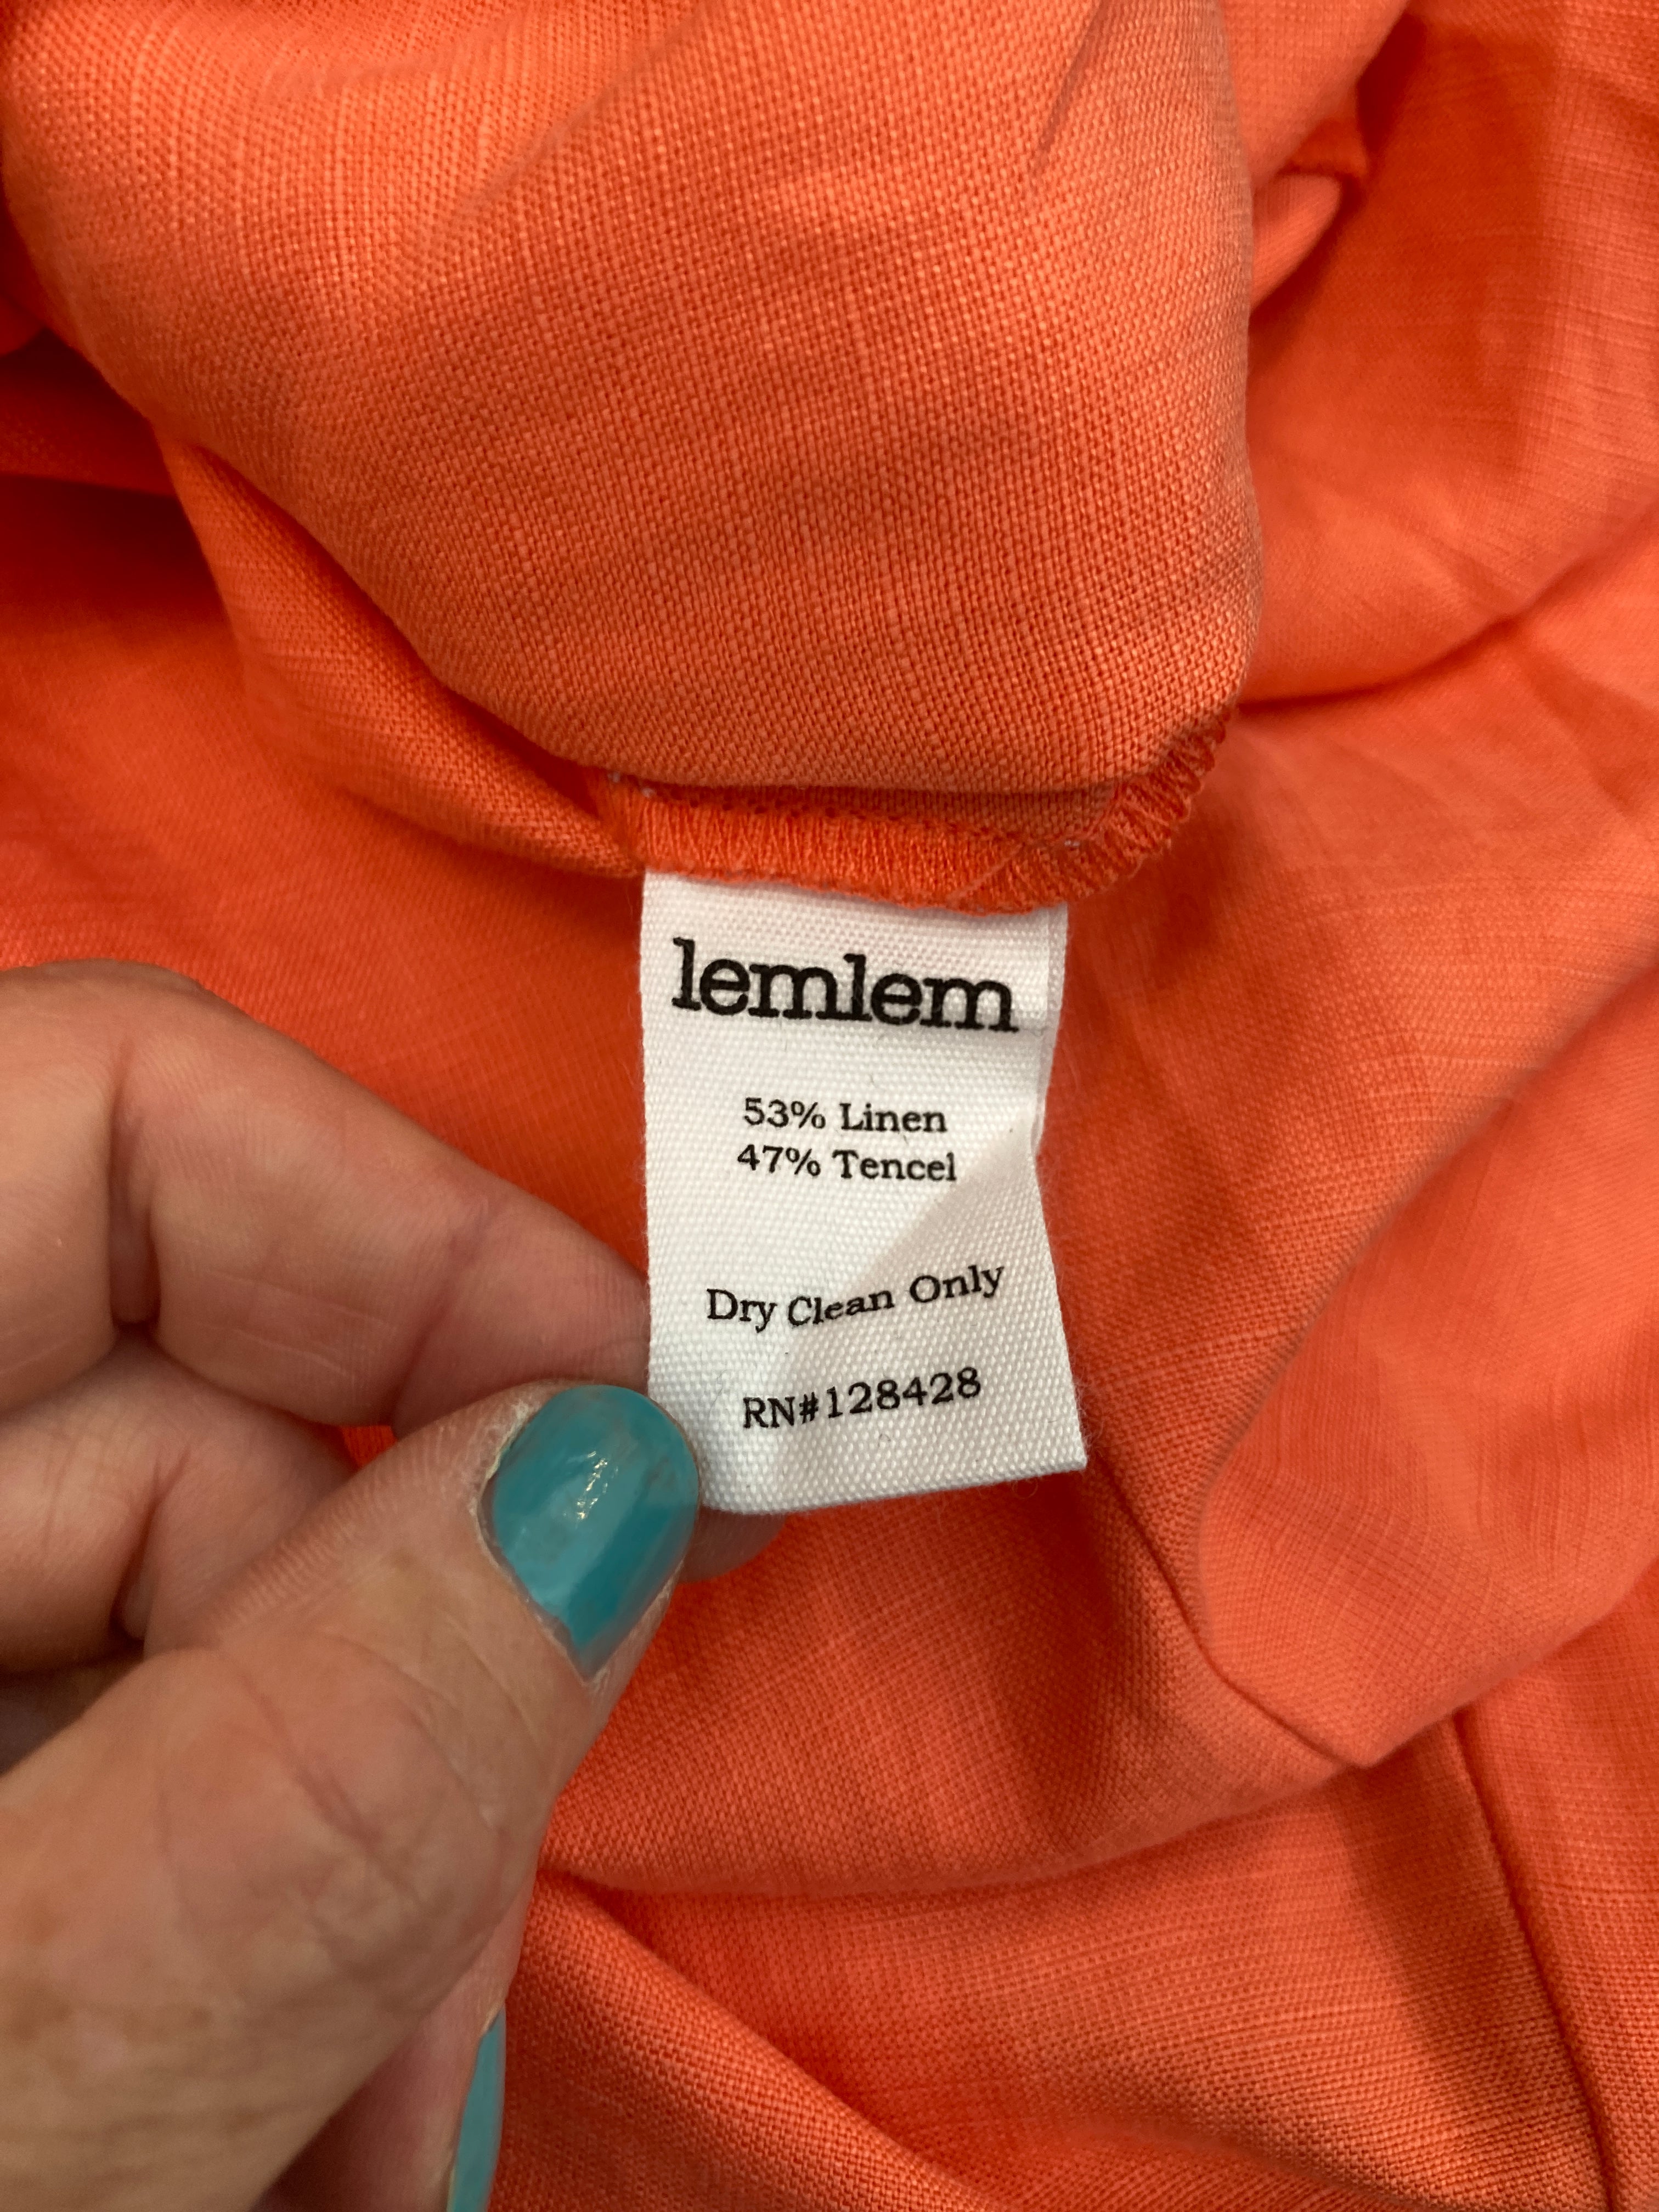 lemlem
53% Linen
47% Tencel
Dry Clean Only
RN#128428